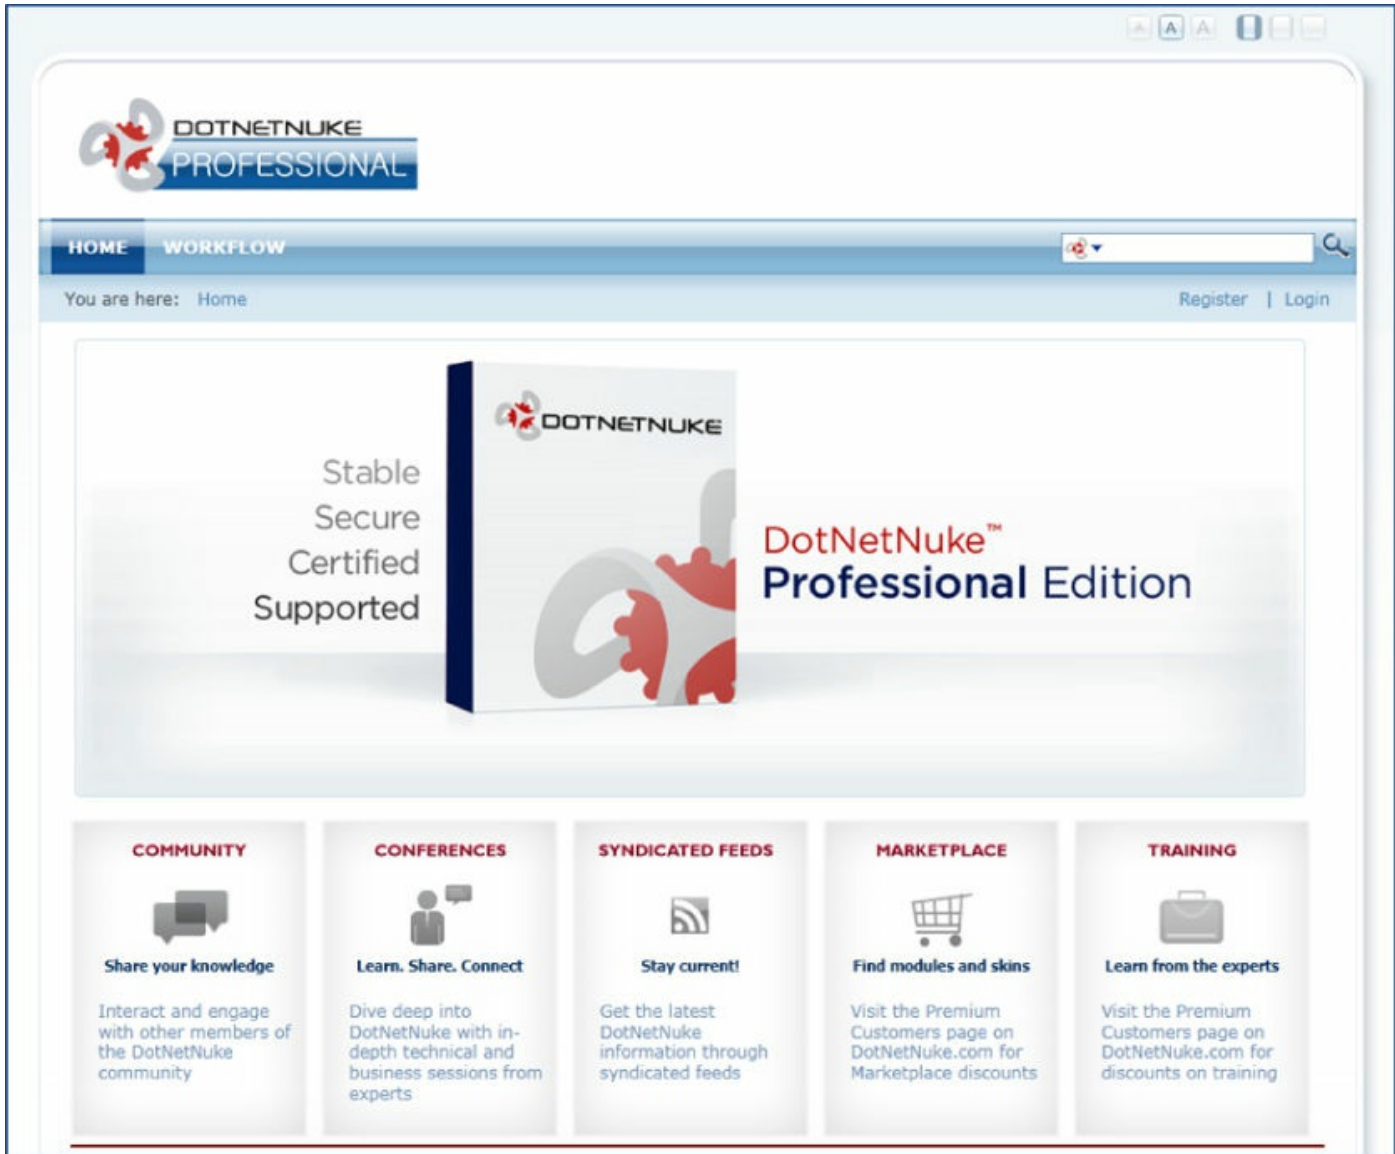 A A A
DOTNETNUKE
PROFESSIONAL
HOME WORKFLOW
You are here: Home Register | Login
DOTNETNUKE
Stable
Secure
Certified
Supported
DotNetNuke™
Professional Edition
COMMUNITY
Share your knowledge
Interact and engage
with other members of
the DotNetNuke
community
CONFERENCES
Learn. Share. Connect
Dive deep into
DotNetNuke with in-
depth technical and
business sessions from
experts
SYNDICATED FEEDS
Stay current!
Get the latest
DotNetNuke
information through
syndicated feeds
MARKETPLACE
Find modules and skins
Visit the Premium
Customers page on
DotNetNuke.com for
Marketplace discounts
TRAINING
Learn from the experts
Visit the Premium
Customers page on
DotNetNuke.com for
discounts on training